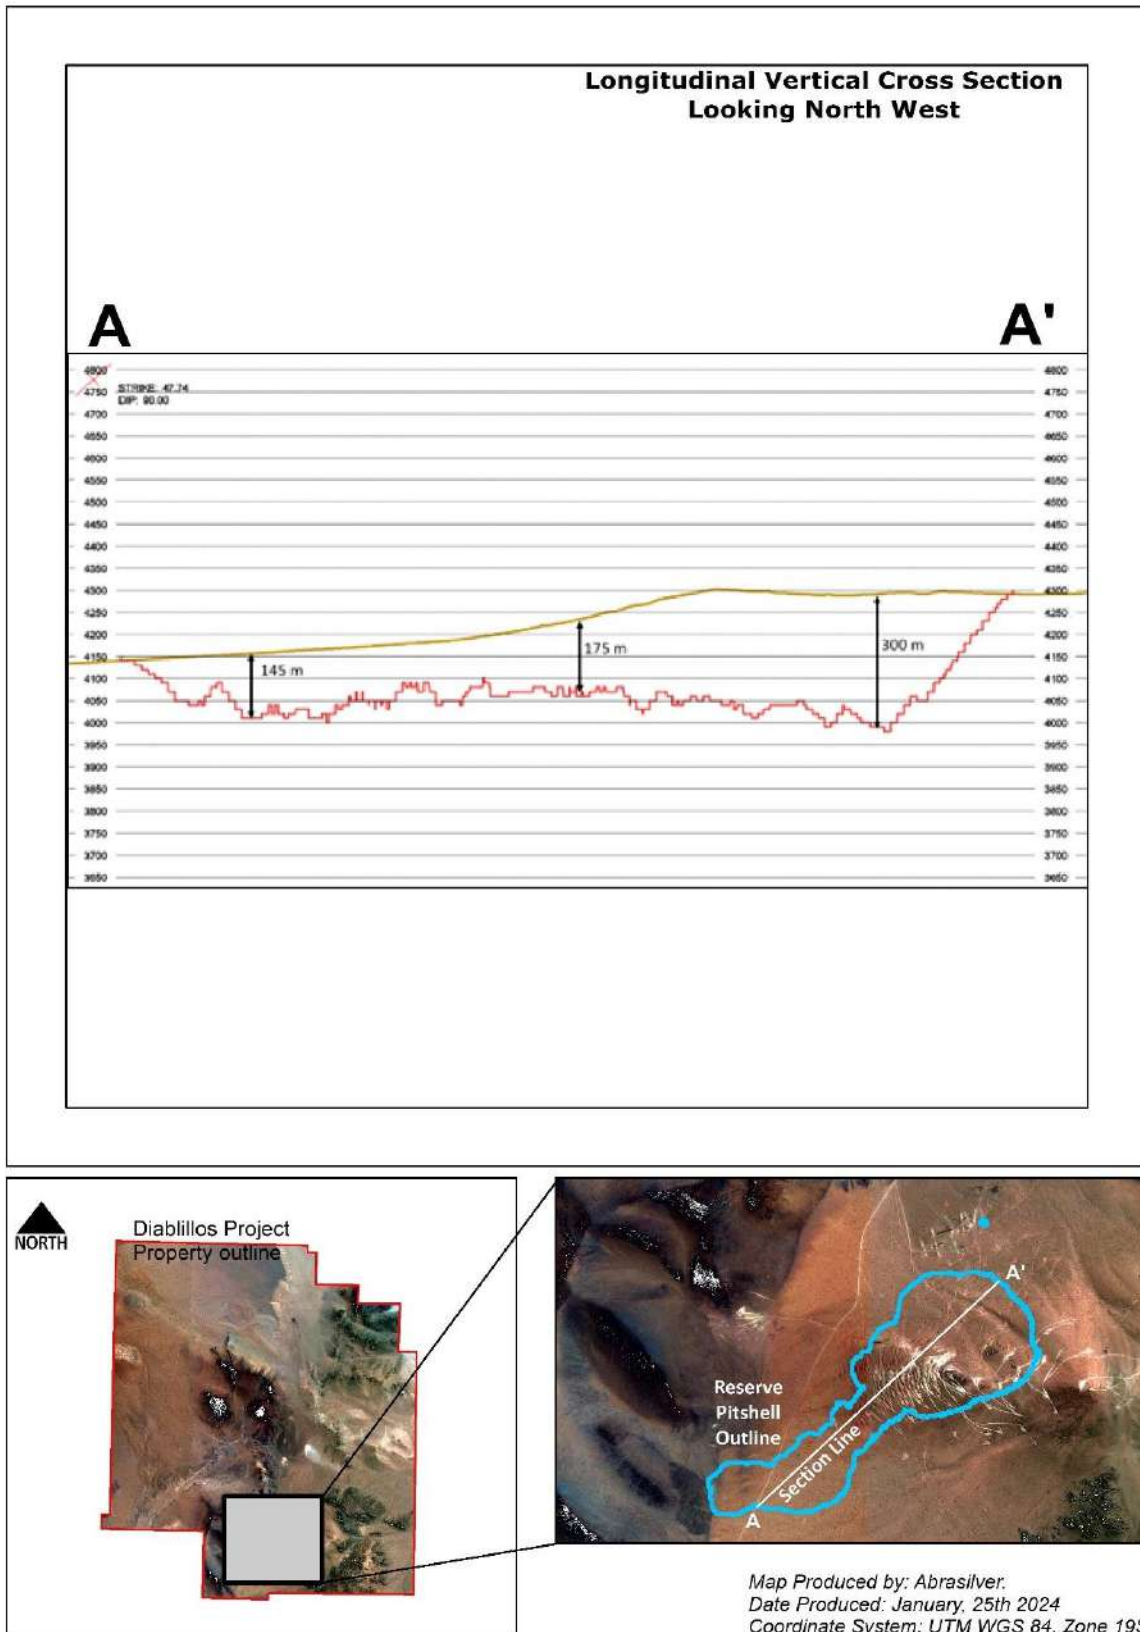 Longitudinal Vertical Cross Section
Looking North West
A A'
4800 4800
STRIKE: 47.74
4750 4750
DIP: 90.00
4700 4700
4650 4650
4600 4600
4550 4550
4500 4500
4450 4450
4400 4400
4350 4350
4300 4300
4250 4250
4200 4200
4150 4150
4100 4100
4050 4050
4000 4000
3950 3950
3900 3900
3850 3850
3800 3800
3750 3750
3700 3700
3650 3650
145 m
175 m
300 m
NORTH
Diablillos Project
Property outline
A'
Reserve
Pitshell
Outline
Section Line
A
Map Produced by: Abrasilver.
Date Produced: January, 25th 2024
Coordinate System: UTM WGS 84, Zone 19S